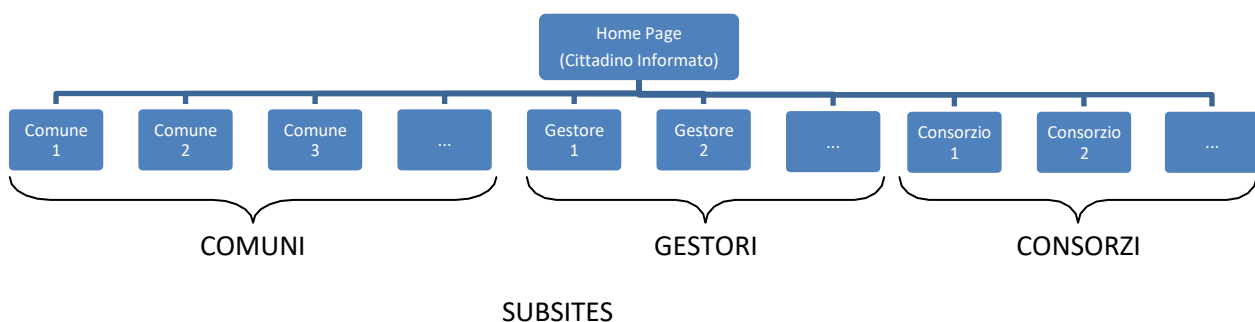 Home Page
(Cittadino Informato)
Comune
1
Comune
2
Comune
3
...
Gestore
1
Gestore
2
...
Consorzio
1
Consorzio
2
...
COMUNI
GESTORI
CONSORZI
SUBSITES